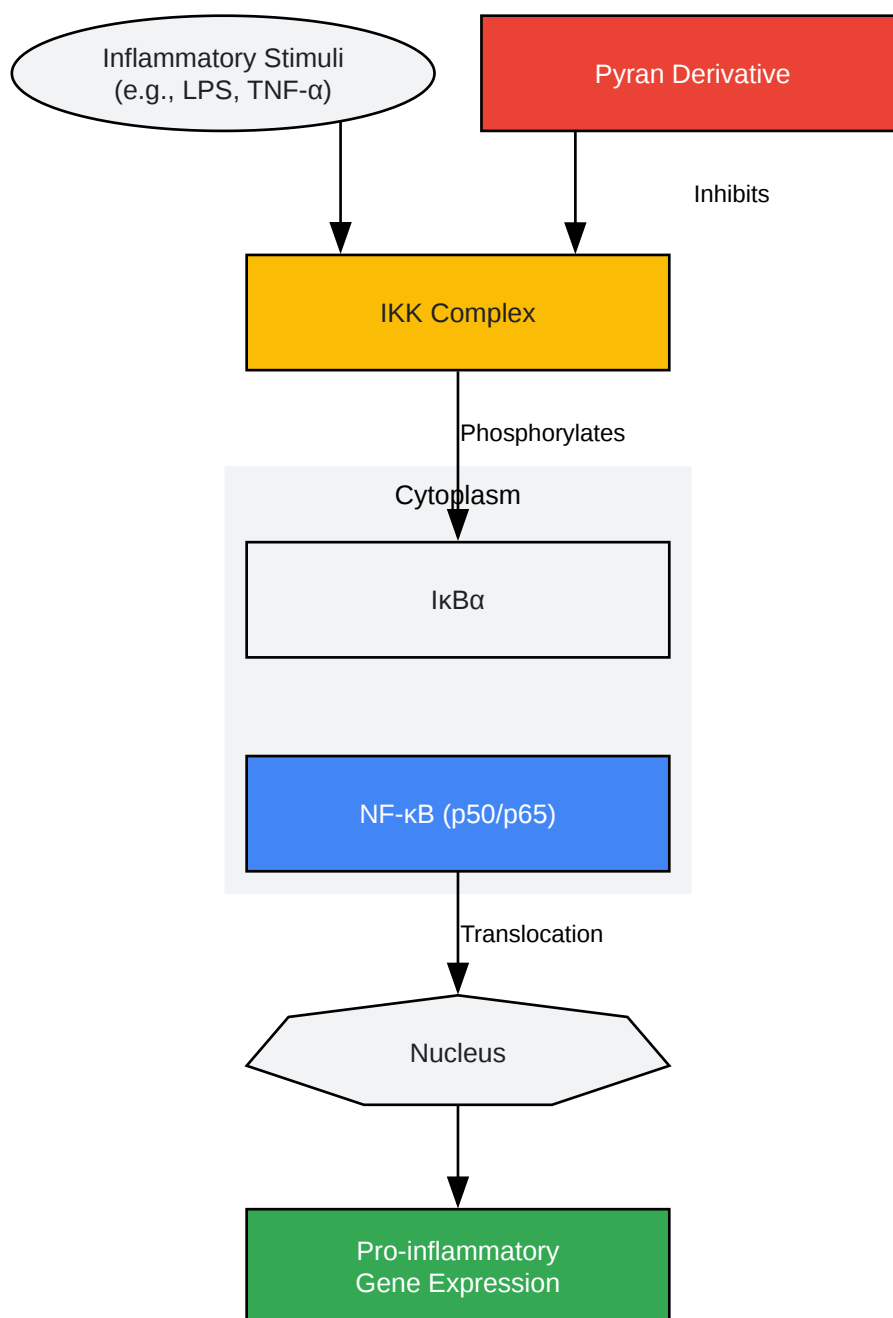 Inflammatory Stimuli
(e.g., LPS, TNF-α)
Pyran Derivative
Inhibits
IKK Complex
Phosphorylates
Cytoplasm
IκBα
NF-κB (p50/p65)
Translocation
Nucleus
Pro-inflammatory
Gene Expression